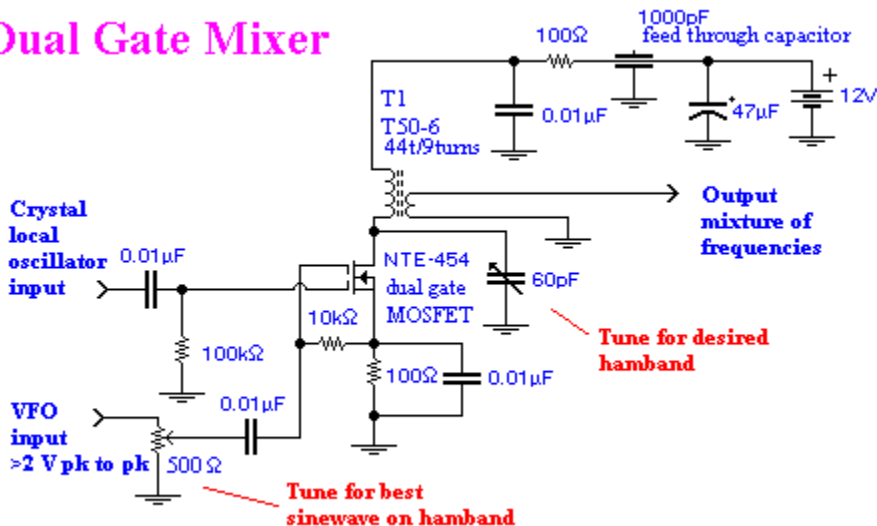 Dual Gate Mixer
1000pF
feed through capacitor
100Ω
+
12V
47µF
0.01µF
T1
T50-6
44t/9turns
Output
mixture of
frequencies
Crystal
local
oscillator
input
0.01µF
NTE-454
dual gate
MOSFET
60pF
10kΩ
100kΩ
Tune for desired
hamband
100Ω
0.01µF
0.01µF
VFO
input
>2 V pk to pk
500 Ω
Tune for best
sinewave on hamband